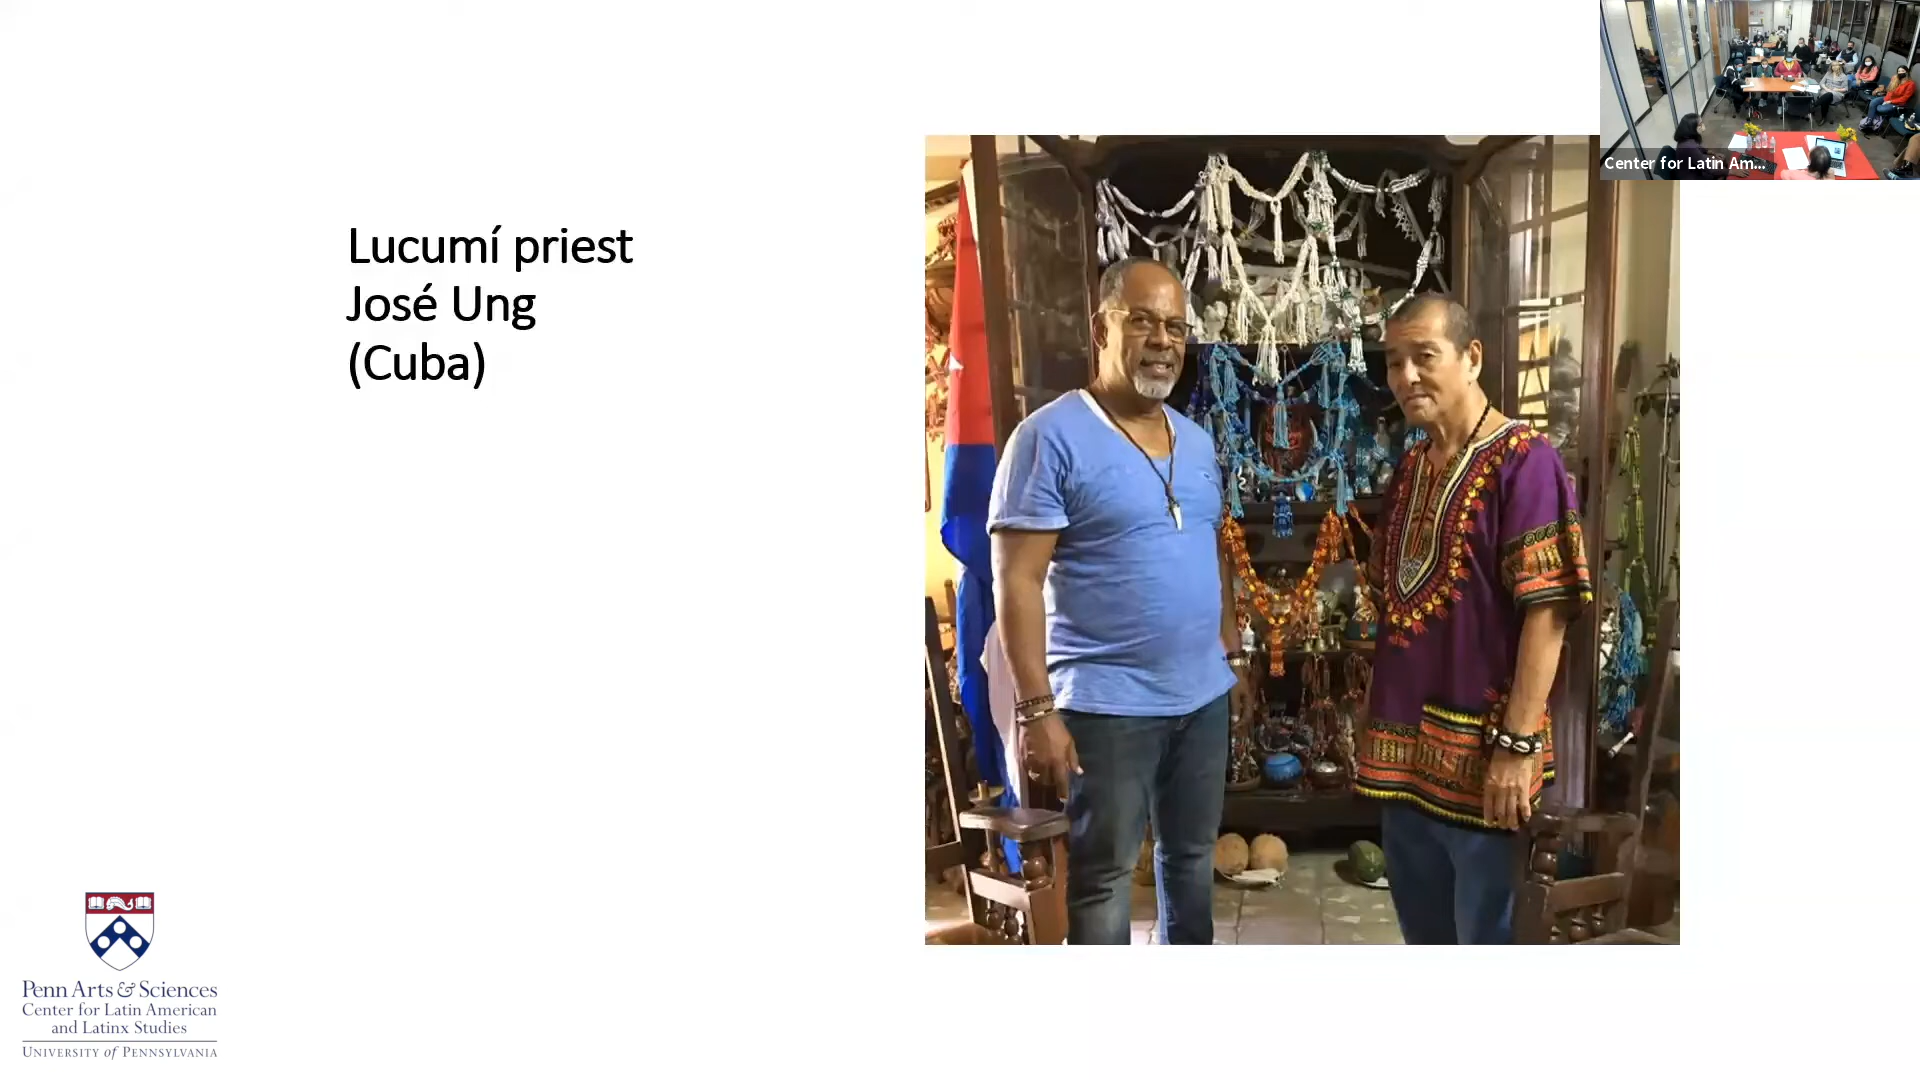 Center for Latin Am...
Lucumí priest
José Ung
(Cuba)
Penn Arts & Sciences
Center for Latin American
and Latinx Studies
UNIVERSITY of PENNSYLVANIA